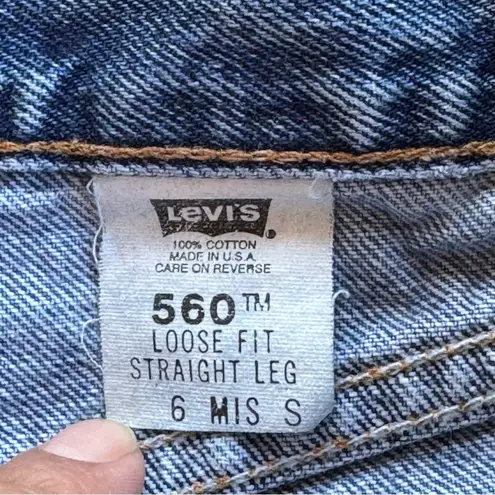 Levi's
100% COTTON
MADE IN U.S.A.
CARE ON REVERSE
560™
LOOSE FIT
STRAIGHT LEG
6 MIS S